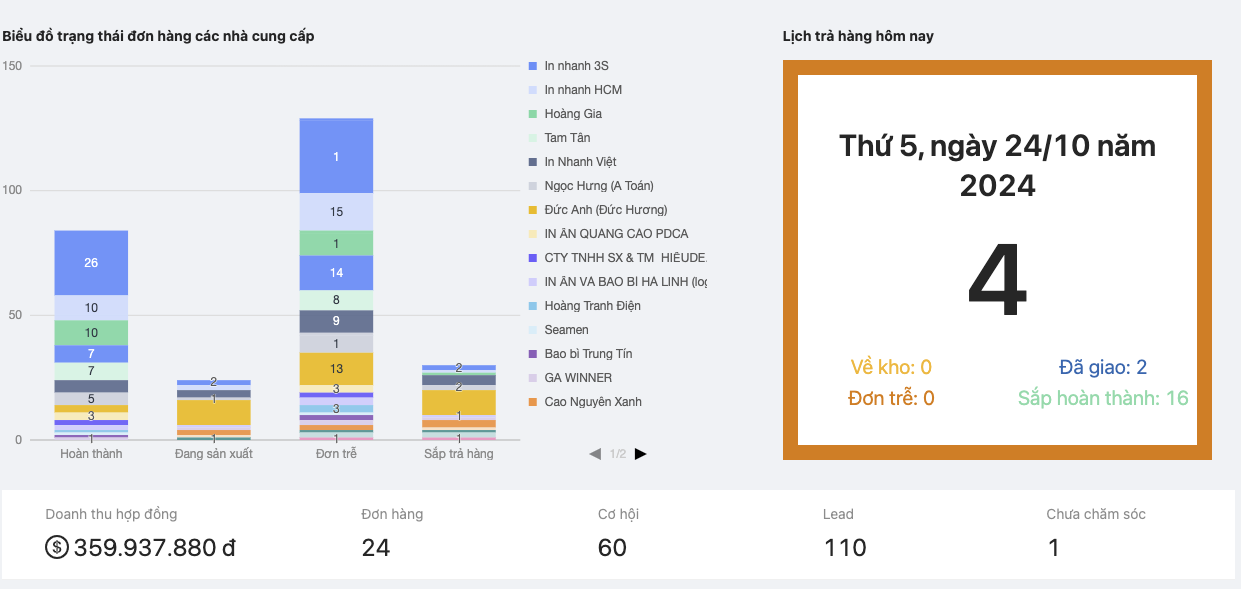 Biểu đồ trạng thái đơn hàng các nhà cung cấp
150
100
50
0
26
10
10
7
7
5
3
1
2
1
1
1
15
1
14
8
9
1
13
3
3
1
2
2
1
1
Hoàn thành
Đang sản xuất
Đơn trễ
Sắp trả hàng
In nhanh 3S
In nhanh HCM
Hoàng Gia
Tam Tân
In Nhanh Việt
Ngọc Hưng (A Toán)
Đức Anh (Đức Hương)
IN ẤN QUẢNG CÁO PDCA
CTY TNHH SX & TM HIEUDE
IN ẤN VÀ BAO BÌ HÀ LINH (log
Hoàng Tranh Điện
Seamen
Bao bì Trung Tín
GA WINNER
Cao Nguyên Xanh
1/2
Lịch trả hàng hôm nay
Thứ 5, ngày 24/10 năm
2024
4
Về kho: 0
Đã giao: 2
Đơn trễ: 0
Sắp hoàn thành: 16
Doanh thu hợp đồng
$ 359.937.880 đ
Đơn hàng
24
Cơ hội
60
Lead
110
Chưa chăm sóc
1